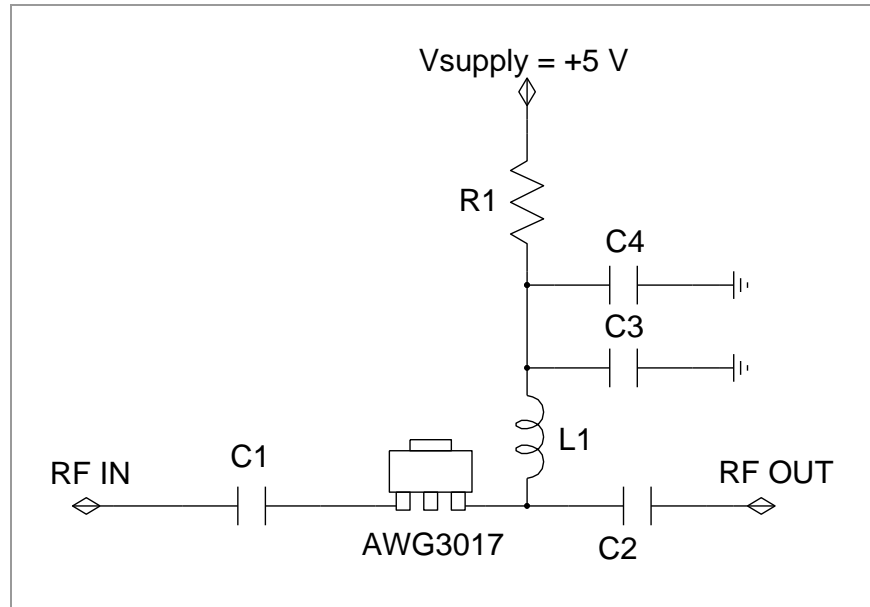 Vsupply = +5 V
R1
C4
C3
L1
RF IN
C1
RF OUT
AWG3017
C2